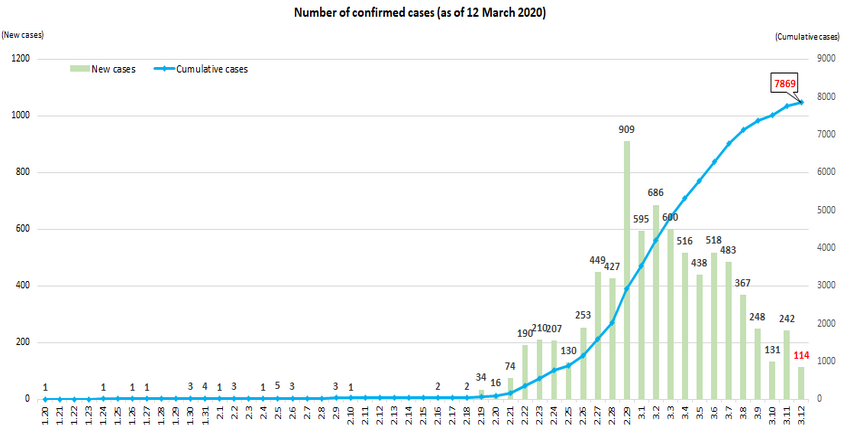 Number of confirmed cases (as of 12 March 2020)
(New cases) (Cumulative cases)
1200 9000
New cases Cumulative cases
7869
8000
1000
909
7000
800
686
6000
595 600
600
516 518
5000
449 427 438 483
4000
400
367
3000
253 248 242
190 210 207
200
2000
130 131 114
1000
74
34
16
1 1 1 1 3 4 1 3 1 5 3 3 1 2 2
0 0
1.20 1.21 1.22 1.23 1.24 1.25 1.26 1.27 1.28 1.29 1.30 1.31 2.1 2.2 2.3 2.4 2.5 2.6 2.7 2.8 2.9 2.10 2.11 2.12 2.13 2.14 2.15 2.16 2.17 2.18 2.19 2.20 2.21 2.22 2.23 2.24 2.25 2.26 2.27 2.28 2.29 3.1 3.2 3.3 3.4 3.5 3.6 3.7 3.8 3.9 3.10 3.11 3.12